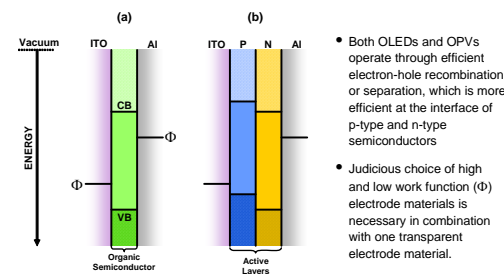 (a)
(b)
Vacuum
ITO
Al
ITO
P
N
Al
CB
ENERGY
Φ
Φ
VB
Organic
Semiconductor
Active
Layers
• Both OLEDs and OPVs
operate through efficient
electron-hole recombination
or separation, which is more
efficient at the interface of
p-type and n-type
semiconductors
• Judicious choice of high
and low work function (Φ)
electrode materials is
necessary in combination
with one transparent
electrode material.